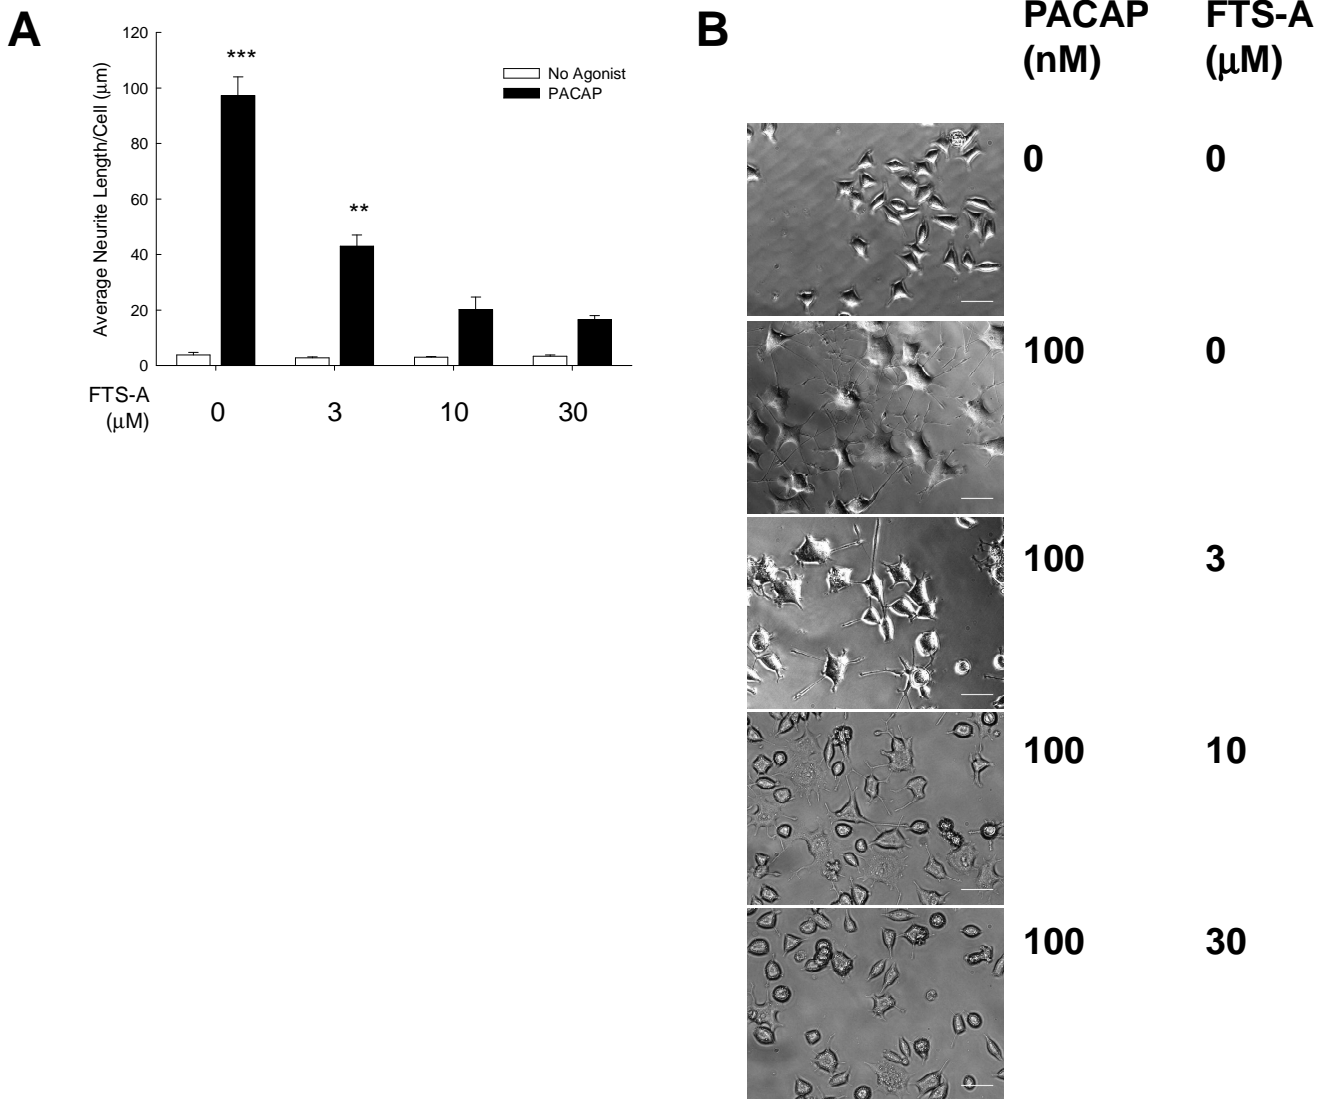 A
120
100
80
60
40
20
0
Average Neurite Length/Cell (μm)
***
**
No Agonist
PACAP
FTS-A
(μM)
0 3 10 30
B
PACAP FTS-A
(nM) (μM)
0 0
100 0
100 3
100 10
100 30